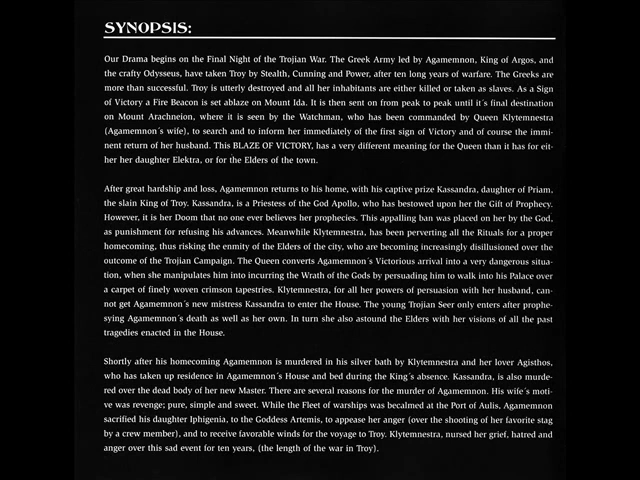 SYNOPSIS:
Our Drama begins on the Final Night of the Trojan War. The Greek Army led by Agamemnon, King of Argos, and
the crafty Odysseus, have taken Troy by Stealth, Cunning and Power, after ten long years of warfare. The Greeks are
more than successful. Troy is utterly destroyed and all her inhabitants are either killed or taken as slaves. As a Sign
of Victory a Fire Beacon is set ablaze on Mount Ida. It is then sent on from peak to peak until it´s final destination
on Mount Arachneion, where it is seen by the Watchman, who has been commanded by Queen Klytemnestra
(Agamemnon´s wife), to search and to inform her immediately of the first sign of Victory and of course the immi-
nent return of her husband. This BLAZE OF VICTORY, has a very different meaning for the Queen than it has for eit-
her her daughter Elektra, or for the Elders of the town.
After great hardship and loss, Agamemnon returns to his home, with his captive prize Kassandra, daughter of Priam,
the slain King of Troy. Kassandra, is a Priestess of the God Apollo, who has bestowed upon her the Gift of Prophecy.
However, it is her Doom that no one ever believes her prophecies. This appalling ban was placed on her by the God,
as punishment for refusing his advances. Meanwhile Klytemnestra, has been perverting all the Rituals for a proper
homecoming, thus risking the enmity of the Elders of the city, who are becoming increasingly disillusioned over the
outcome of the Trojan Campaign. The Queen converts Agamemnon´s Victorious arrival into a very dangerous situa-
tion, when she manipulates him into incurring the Wrath of the Gods by persuading him to walk into his Palace over
a carpet of finely woven crimson tapestries. Klytemnestra, for all her powers of persuasion with her husband, can-
not get Agamemnon´s new mistress Kassandra to enter the House. The young Trojan Seer only enters after prophe-
sying Agamemnon´s death as well as her own. In turn she also astound the Elders with her visions of all the past
tragedies enacted in the House.
Shortly after his homecoming Agamemnon is murdered in his silver bath by Klytemnestra and her lover Agisthos,
who has taken up residence in Agamemnon´s House and bed during the King´s absence. Kassandra, is also murde-
red over the dead body of her new Master. There are several reasons for the murder of Agamemnon. His wife´s moti-
ve was revenge; pure, simple and sweet. While the Fleet of warships was becalmed at the Port of Aulis, Agamemnon
sacrified his daughter Iphigenia, to the Goddess Artemis, to appease her anger (over the shooting of her favorite stag
by a crew member), and to receive favorable winds for the voyage to Troy. Klytemnestra, nursed her grief, hatred and
anger over this sad event for ten years, (the length of the war in Troy).